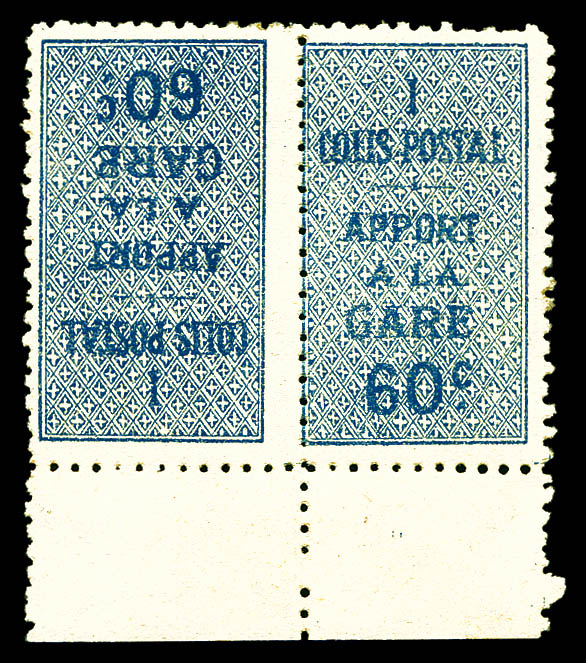 60c
GARE
A LA
APPORT
COLIS POSTAL
1
1
COLIS POSTAL
APPORT
A LA
GARE
60c